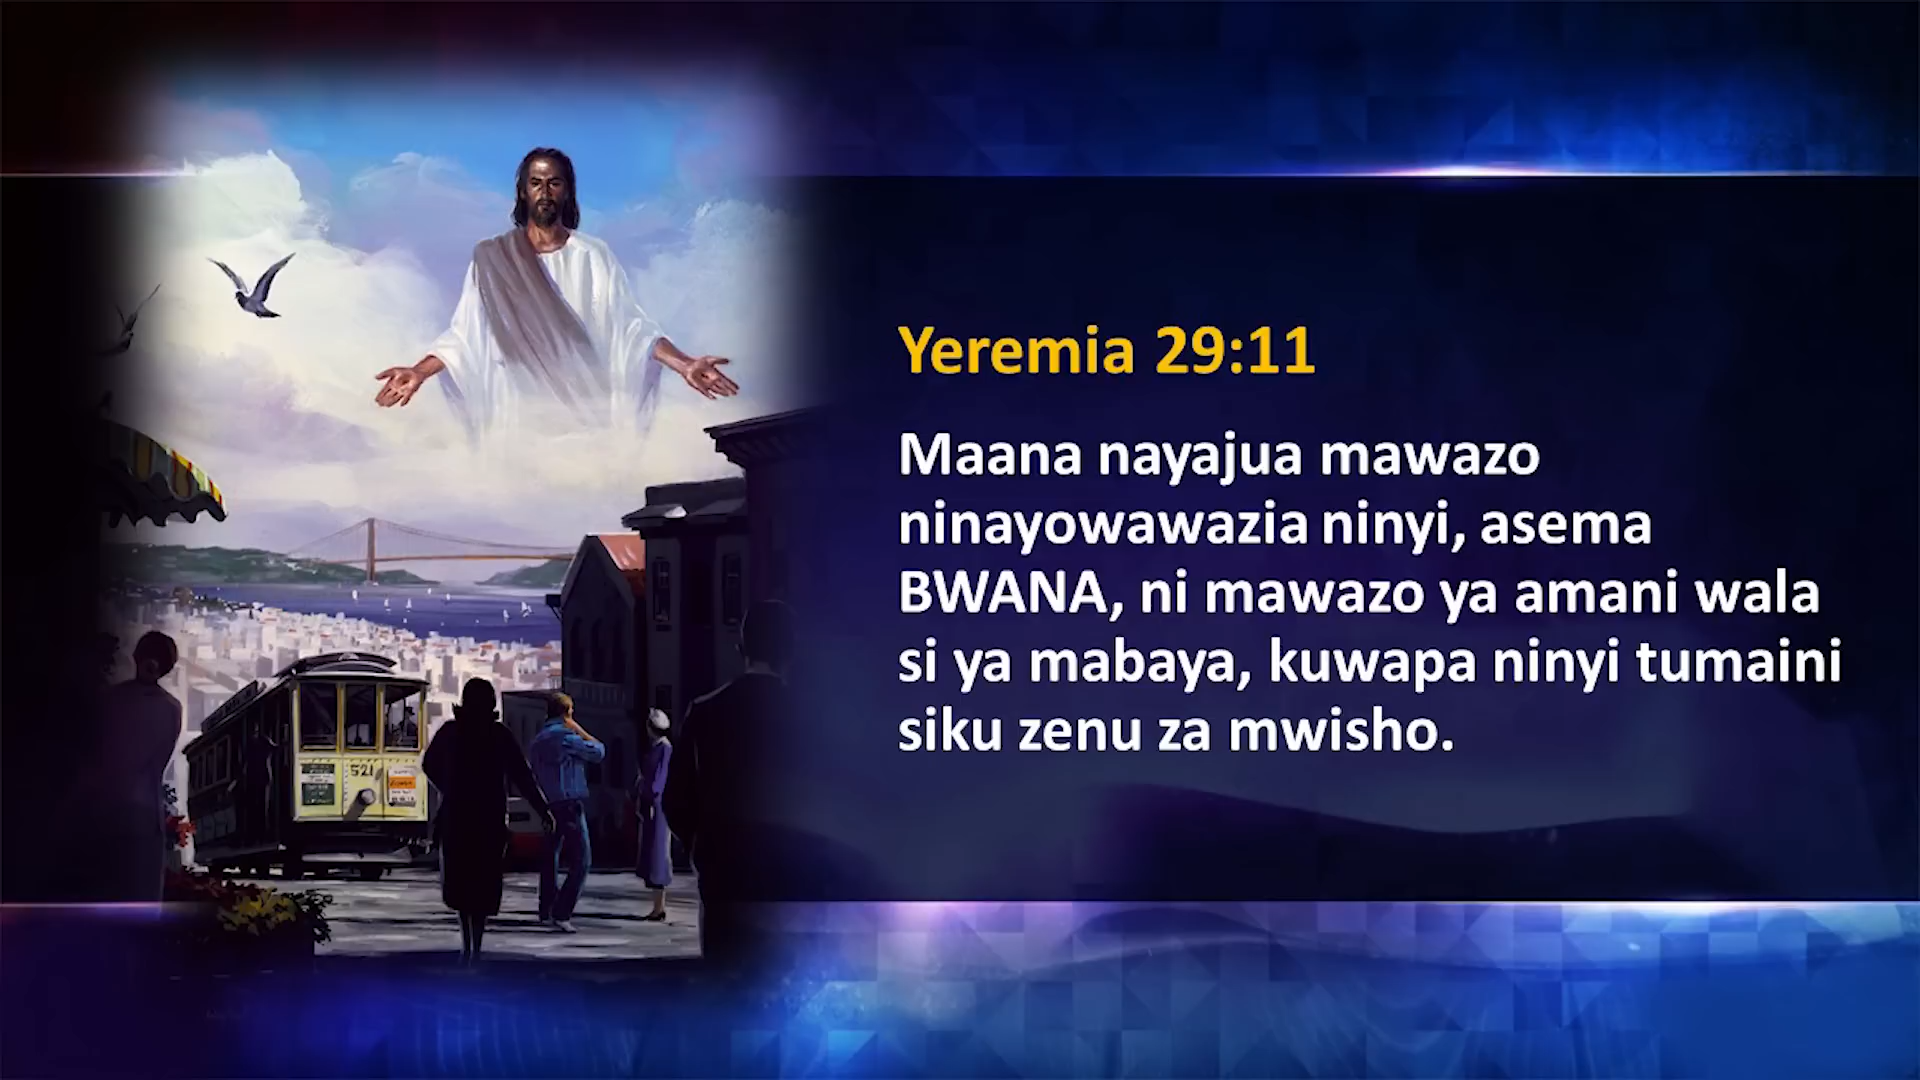 Yeremia 29:11
Maana nayajua mawazo
ninayowawazia ninyi, asema
BWANA, ni mawazo ya amani wala
si ya mabaya, kuwapa ninyi tumaini
siku zenu za mwisho.
521